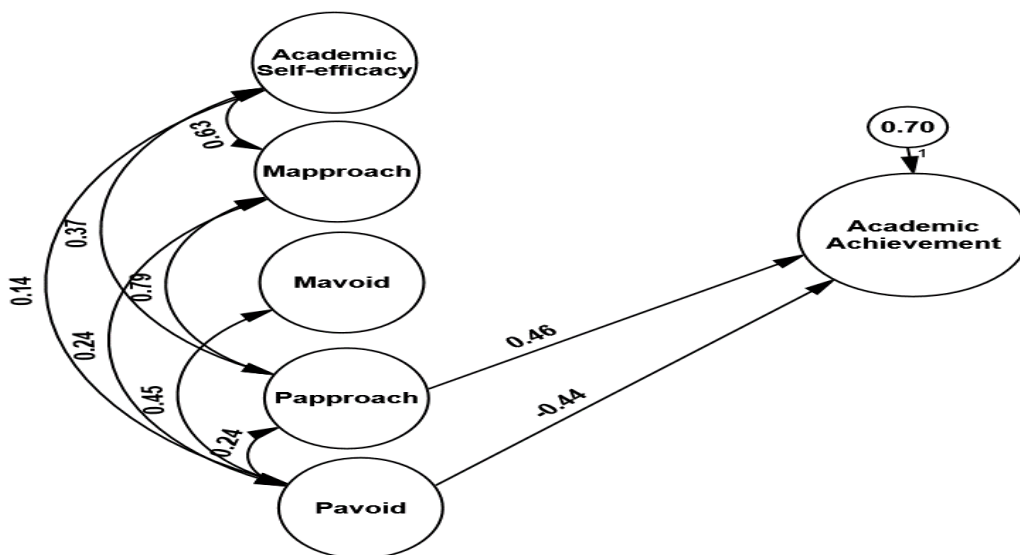 Academic
Self-efficacy
0.63
0.70
1
Mapproach
0.37
Academic
Achievement
0.14
0.79
Mavoid
0.24
0.46
0.45
Papproach
-0.44
0.24
Pavoid